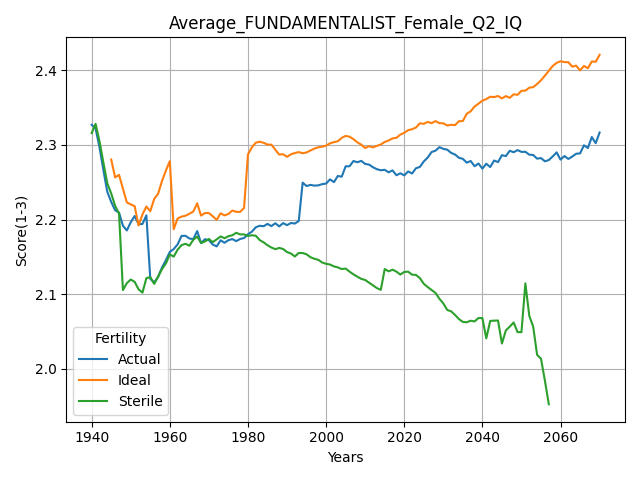 Average_FUNDAMENTALIST_Female_Q2_IQ
2.4
2.3
2.2
2.1
2.0
Score(1-3)
Fertility
Actual
Ideal
Sterile
1940 1960 1980 2000 2020 2040 2060
Years